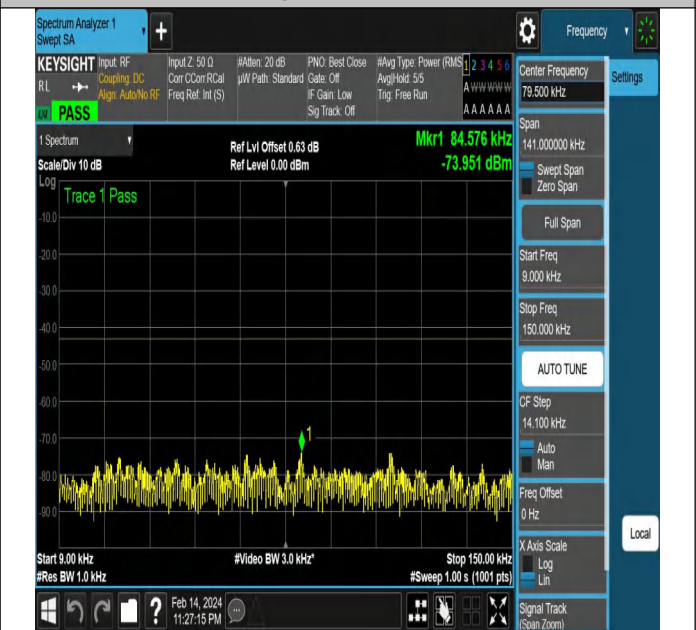 Spectrum Analyzer 1
Swept SA
+
Frequency
KEYSIGHT
RL
LXI
PASS
Input: RF
Coupling: DC
Align: Auto/No RF
Input Z: 50 Ω
Corr CCorr RCal
Freq Ref: Int (S)
#Atten: 20 dB
µW Path: Standard
PNO: Best Close
Gate: Off
IF Gain: Low
Sig Track: Off
#Avg Type: Power (RMS
Avg|Hold: 5/5
Trig: Free Run
1 2 3 4 5 6
A W W W W W
A A A A A A
Center Frequency
79.500 kHz
Settings
Span
141.000000 kHz
Swept Span
Zero Span
Full Span
Start Freq
9.000 kHz
Stop Freq
150.000 kHz
AUTO TUNE
CF Step
14.100 kHz
Auto
Man
Freq Offset
0 Hz
X Axis Scale
Log
Lin
Signal Track
(Span Zoom)
Local
1 Spectrum
Scale/Div 10 dB
Ref Lvl Offset 0.63 dB
Ref Level 0.00 dBm
Mkr1 84.576 kHz
-73.951 dBm
Log
Trace 1 Pass
-10.0
-20.0
-30.0
-40.0
-50.0
-60.0
-70.0
-80.0
-90.0
1
Start 9.00 kHz
#Res BW 1.0 kHz
#Video BW 3.0 kHz*
Stop 150.00 kHz
#Sweep 1.00 s (1001 pts)
?
Feb 14, 2024
11:27:15 PM